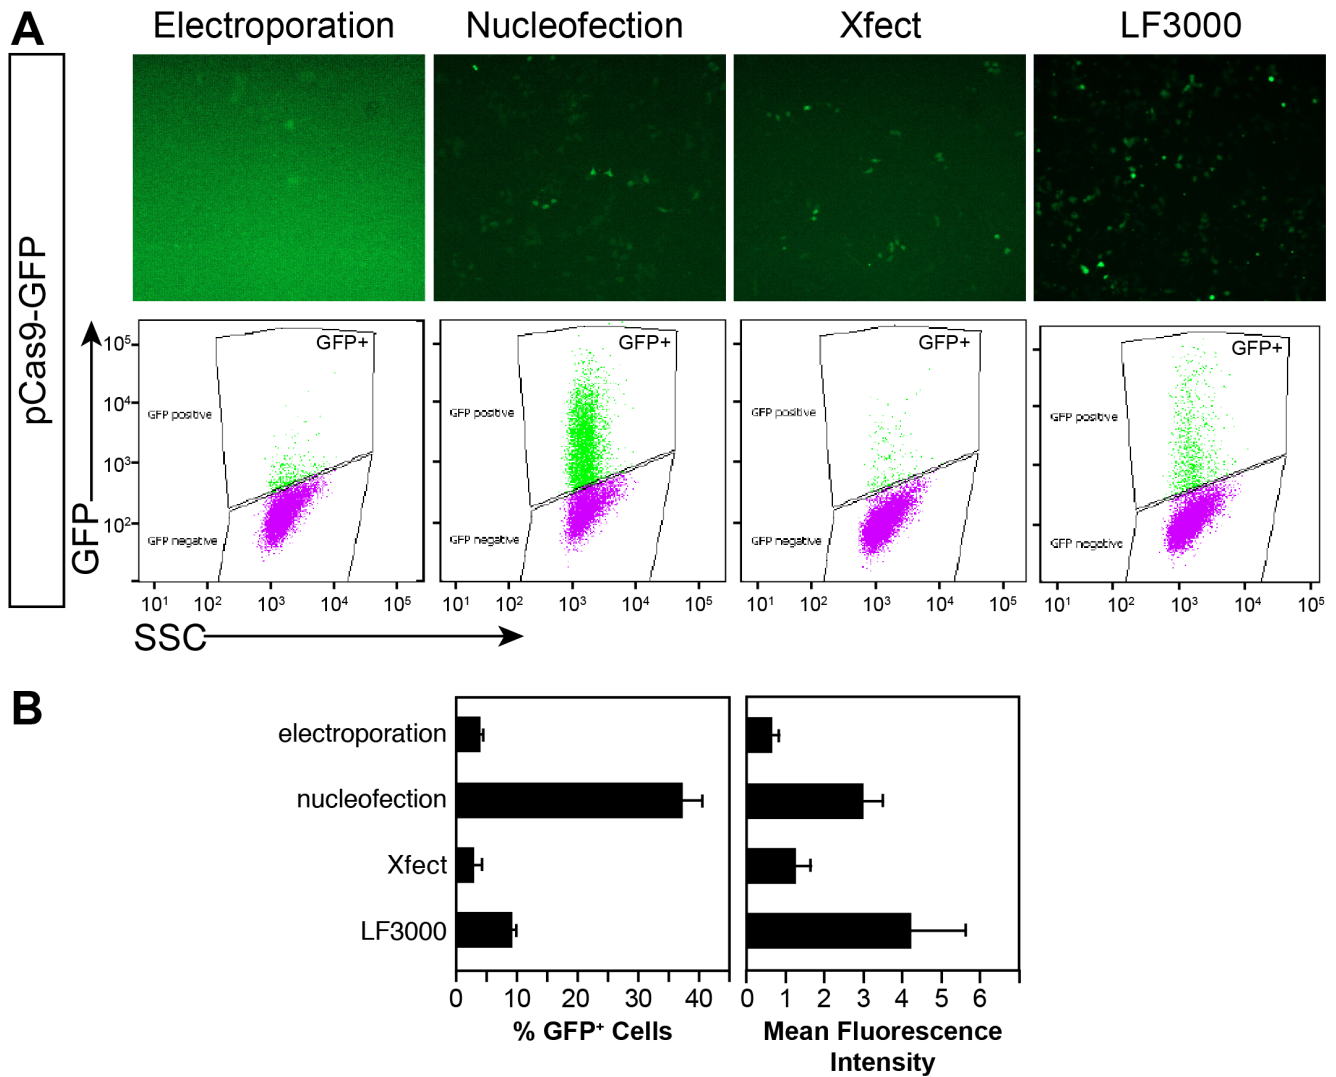 A
Electroporation
Nucleofection
Xfect
LF3000
pCas9-GFP
GFP
10⁵
10⁴
10³
10²
GFP+
GFP positive
GFP negative
GFP+
GFP positive
GFP negative
GFP+
GFP positive
GFP negative
GFP+
GFP positive
GFP negative
10¹ 10² 10³ 10⁴ 10⁵
10¹ 10² 10³ 10⁴ 10⁵
10¹ 10² 10³ 10⁴ 10⁵
10¹ 10² 10³ 10⁴ 10⁵
SSC
B
electroporation
nucleofection
Xfect
LF3000
0 10 20 30 40
% GFP⁺ Cells
0 1 2 3 4 5 6
Mean Fluorescence
Intensity